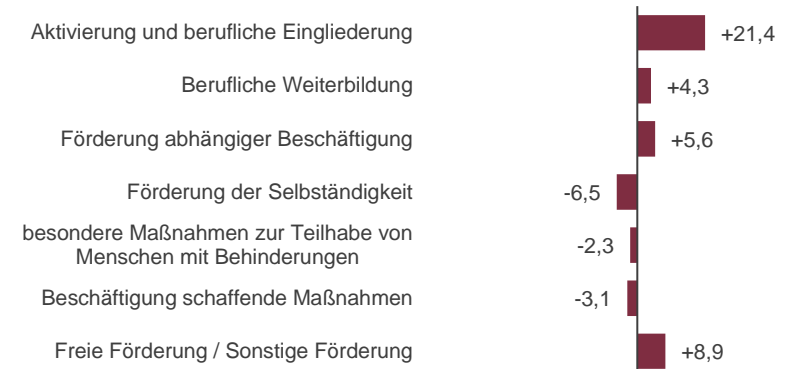 Aktivierung und berufliche Eingliederung +21,4
Berufliche Weiterbildung +4,3
Förderung abhängiger Beschäftigung +5,6
Förderung der Selbständigkeit -6,5
besondere Maßnahmen zur Teilhabe von
Menschen mit Behinderungen -2,3
Beschäftigung schaffende Maßnahmen -3,1
Freie Förderung / Sonstige Förderung +8,9